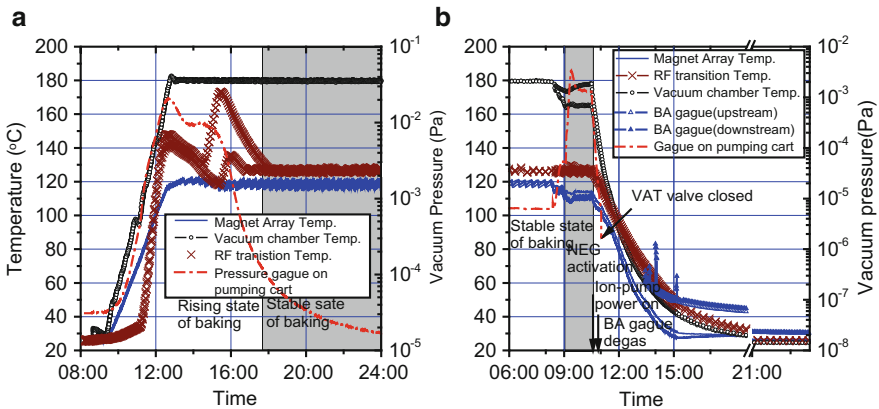 a
200
180
160
140
120
100
80
60
40
20
Temperature (oC)
10-1
10-2
10-3
10-4
10-5
Vacuum Pressure (Pa)
Magnet Array Temp.
Vacuum chamber Temp.
RF tranistion Temp.
Pressure gague on
pumping cart
Rising state
of baking
Stable sate
of baking
08:00
12:00
16:00
20:00
24:00
Time
b
200
180
160
140
120
100
80
60
40
20
10-2
10-3
10-4
10-5
10-6
10-7
10-8
Vacuum pressure(Pa)
Magnet Array Temp.
RF transition Temp.
Vacuum chamber Temp.
BA gague(upstream)
BA gague(downstream)
Gague on pumping cart
VAT valve closed
Stable state
of baking
NEG
activation
Ion-pump
power on
BA gague
degas
06:00
09:00
12:00
15:00
21:00
Time